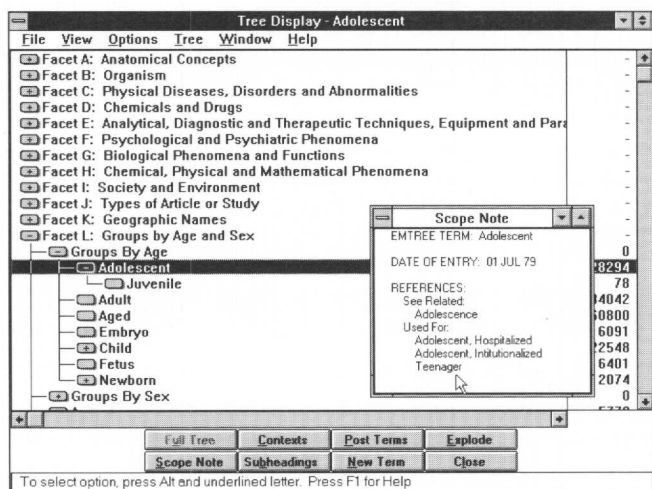 Tree Display - Adolescent
File View Options Tree Window Help
Facet A: Anatomical Concepts -
Facet B: Organism -
Facet C: Physical Diseases, Disorders and Abnormalities -
Facet D: Chemicals and Drugs -
Facet E: Analytical, Diagnostic and Therapeutic Techniques, Equipment and Para -
Facet F: Psychological and Psychiatric Phenomena -
Facet G: Biological Phenomena and Functions -
Facet H: Chemical, Physical and Mathematical Phenomena -
Facet I: Society and Environment -
Facet J: Types of Article or Study -
Facet K: Geographic Names -
Facet L: Groups by Age and Sex -
Groups By Age 0
Adolescent 28294
Juvenile 78
Adult 4042
Aged 0800
Embryo 6091
Child 22548
Fetus 6401
Newborn 2074
Groups By Sex 0
Scope Note
EMTREE TERM: Adolescent
DATE OF ENTRY: 01 JUL 79
REFERENCES:
See Related:
Adolescence
Used For:
Adolescent, Hospitalized
Adolescent, Intitutionalized
Teenager
Full Tree Contexts Post Terms Explode
Scope Note Subheadings New Term Close
To select option, press Alt and underlined letter. Press F1 for Help